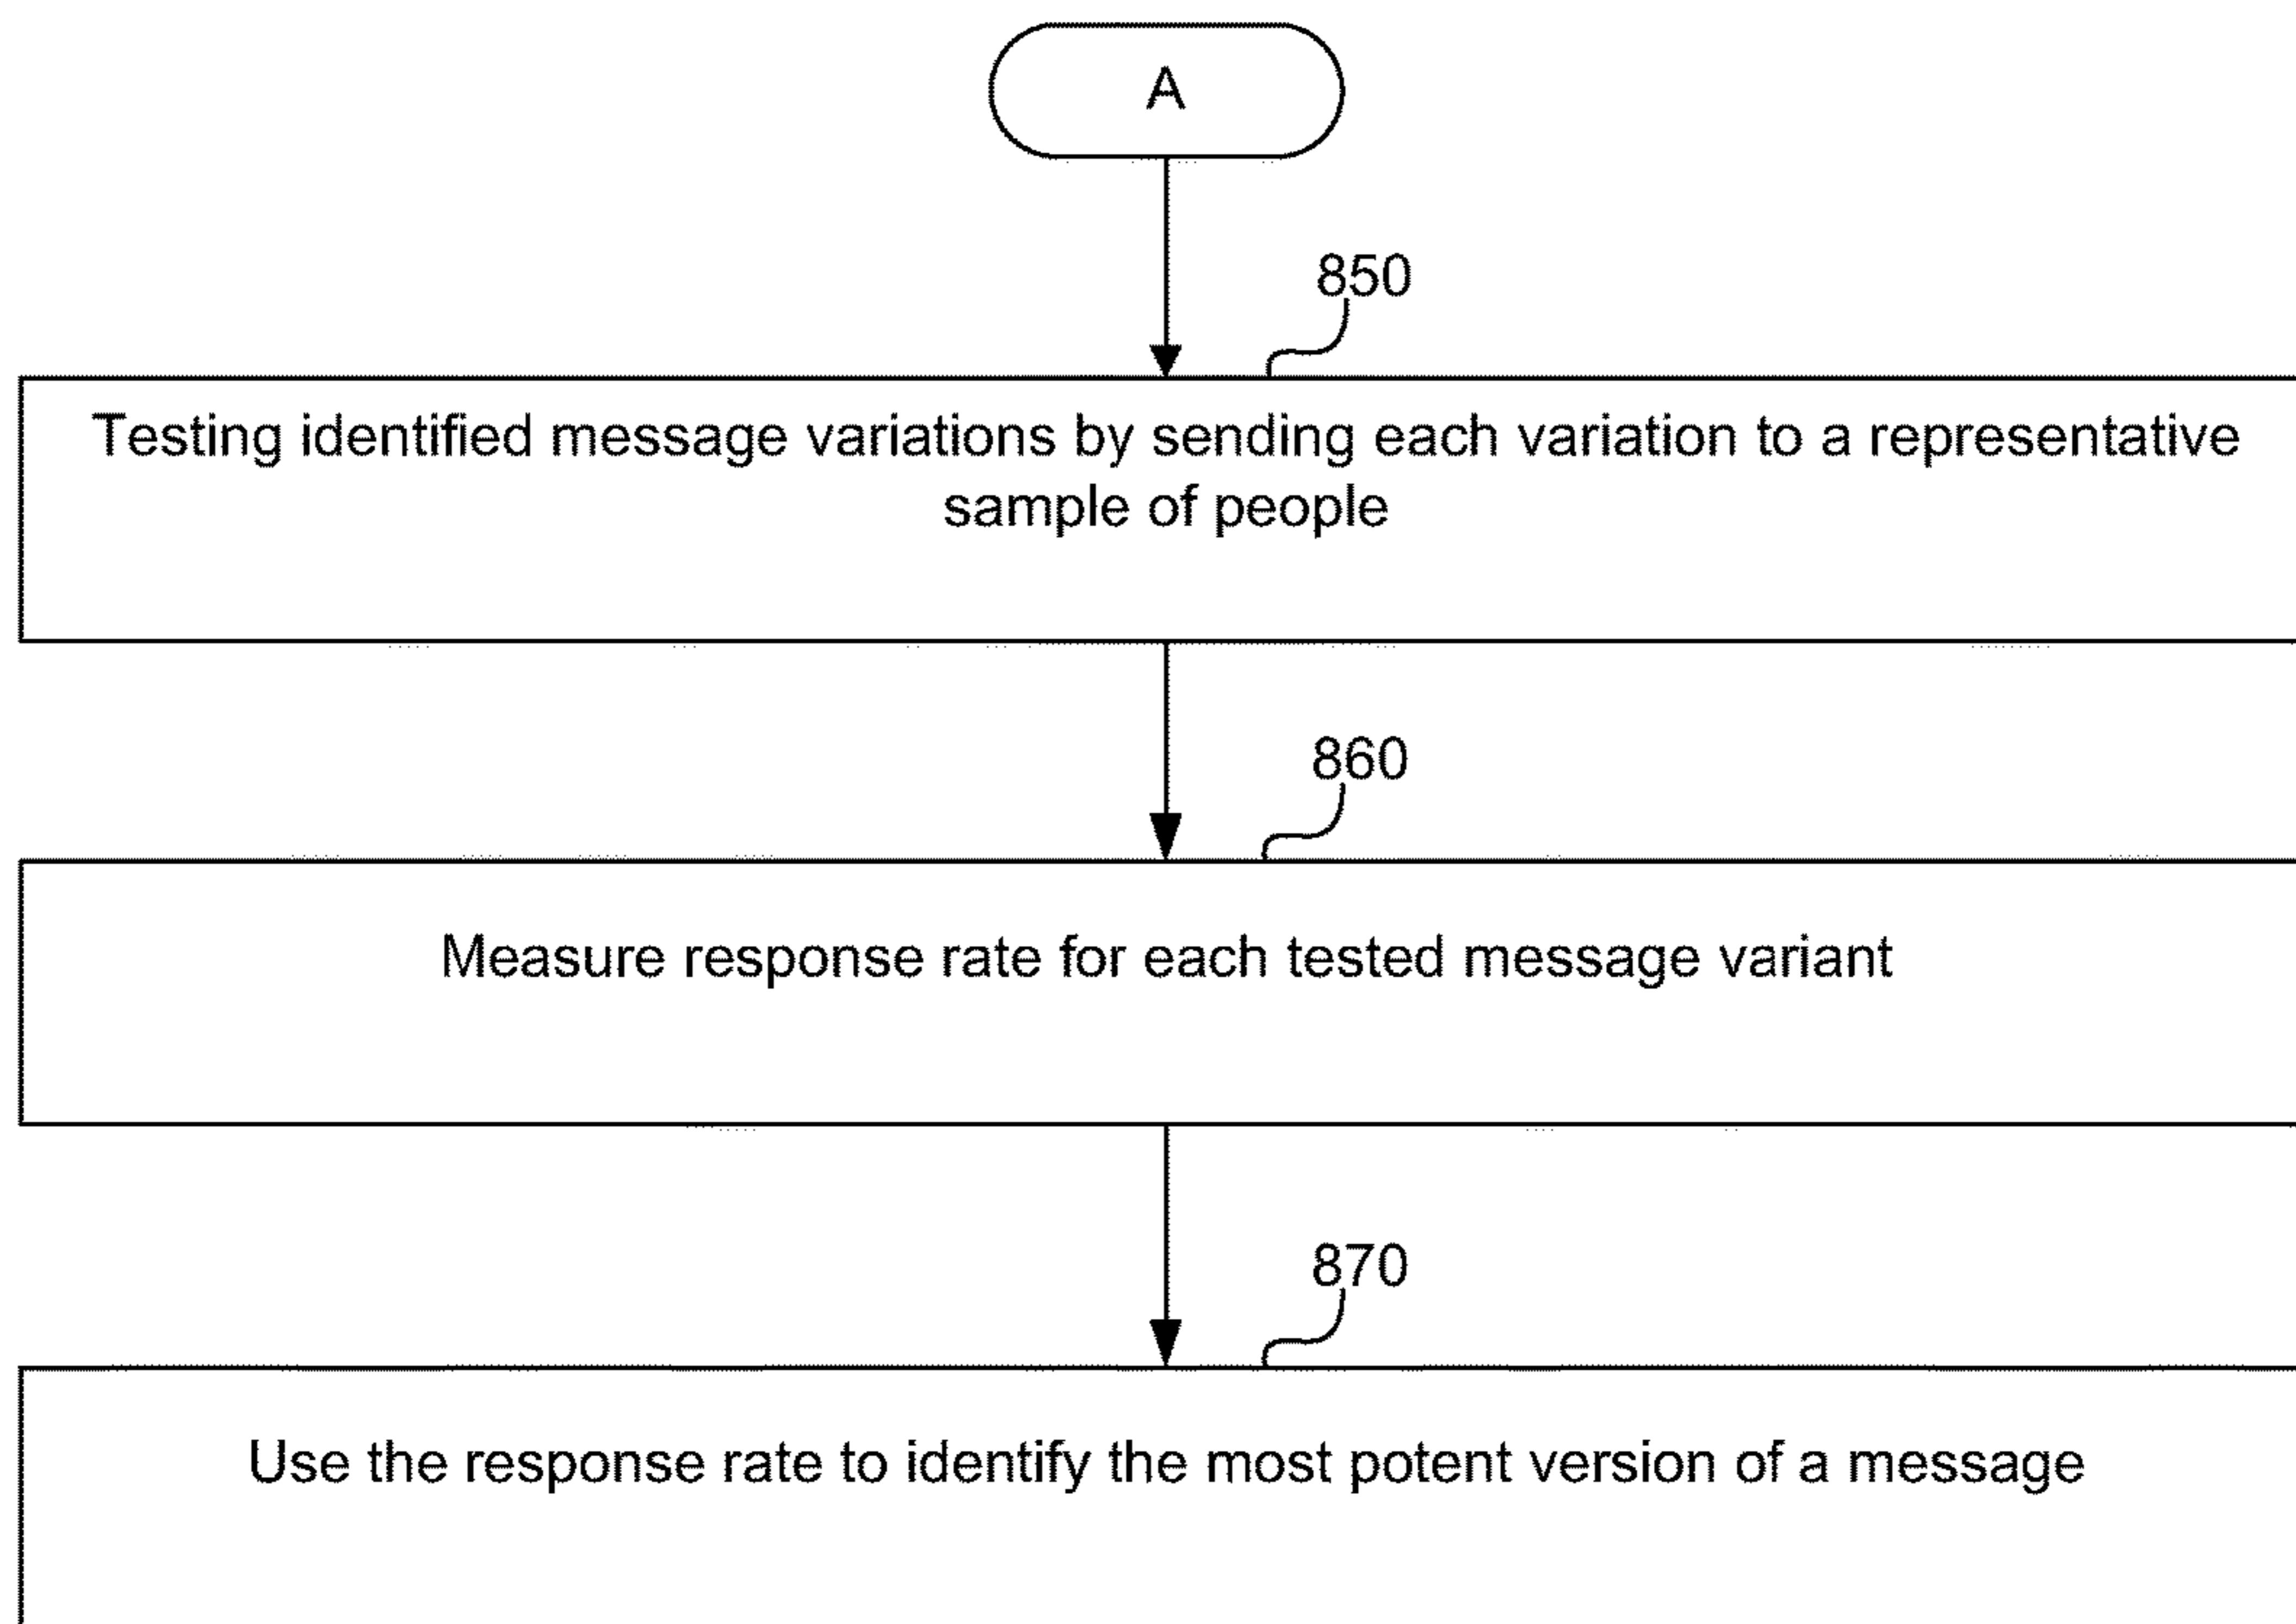 A
850
Testing identified message variations by sending each variation to a representative
sample of people
860
Measure response rate for each tested message variant
870
Use the response rate to identify the most potent version of a message